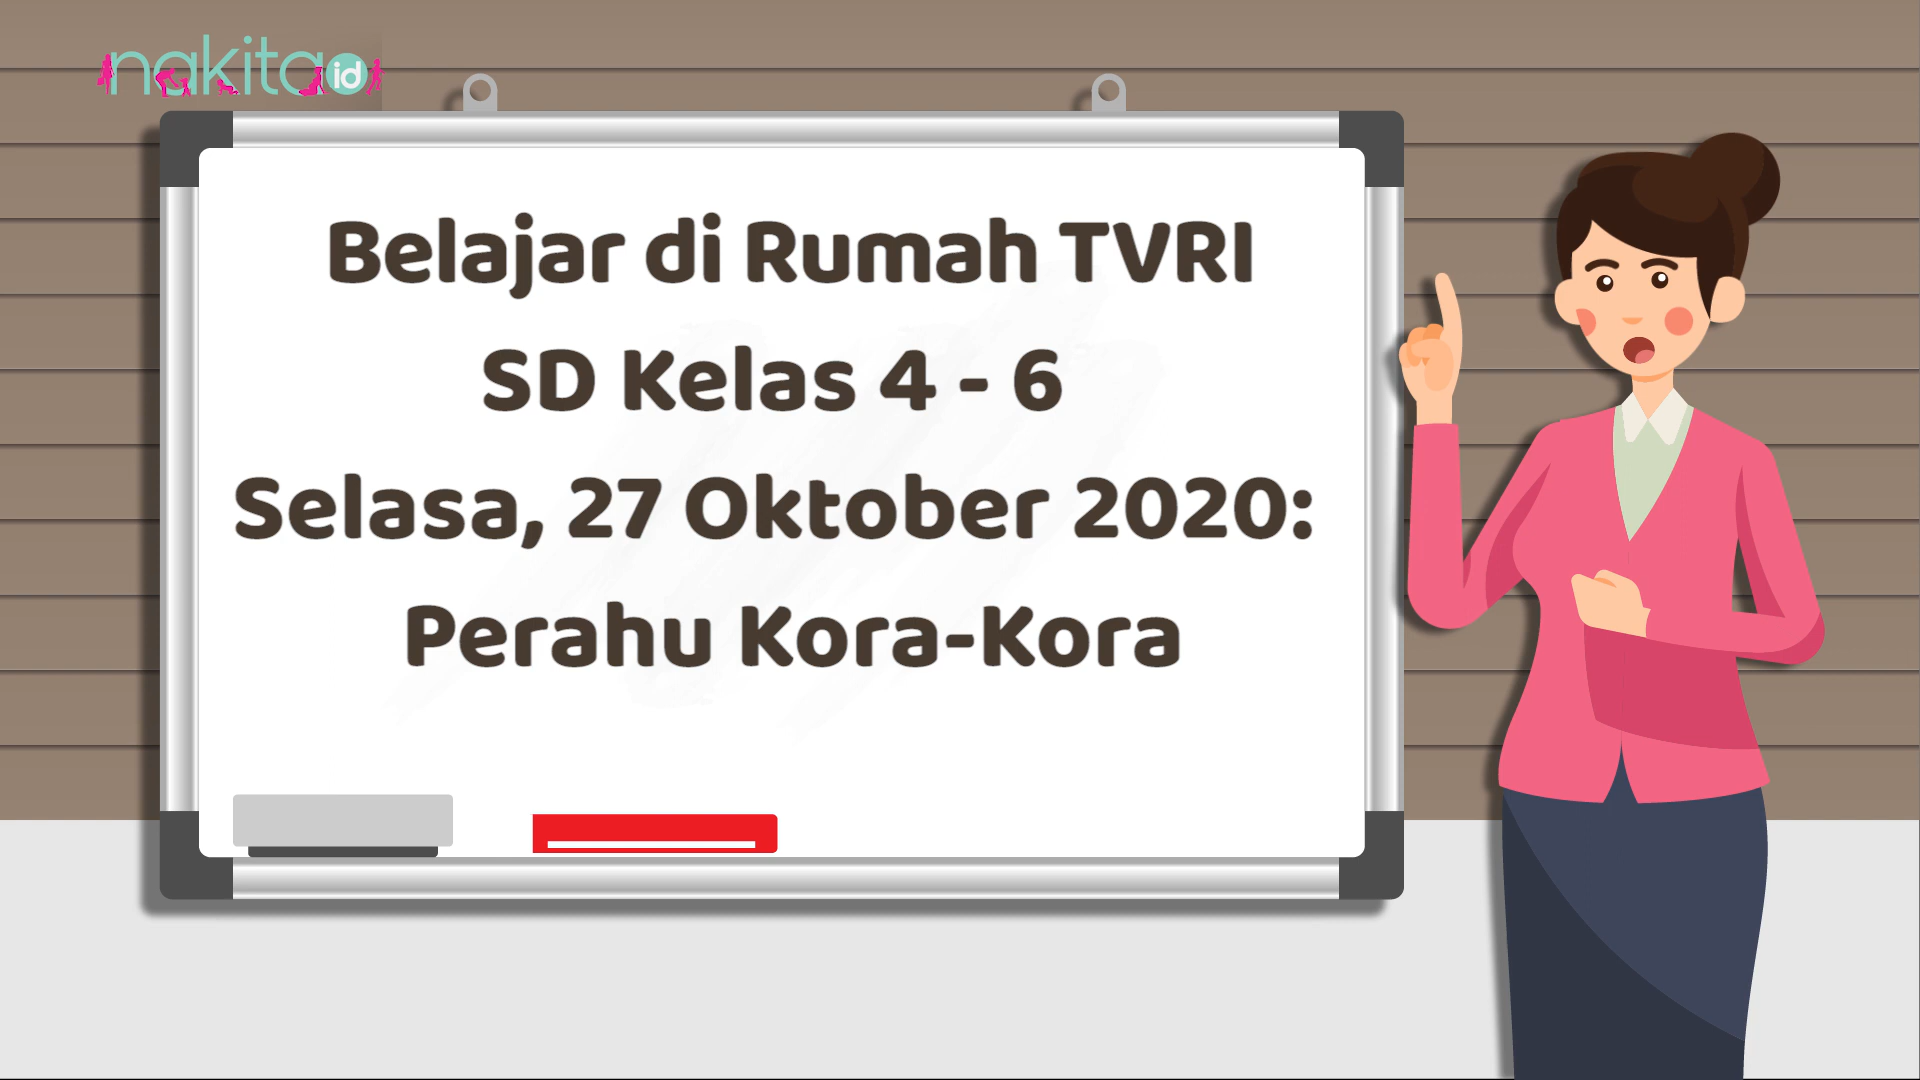 nakita id
Belajar di Rumah TVRI
SD Kelas 4 - 6
Selasa, 27 Oktober 2020:
Perahu Kora-Kora